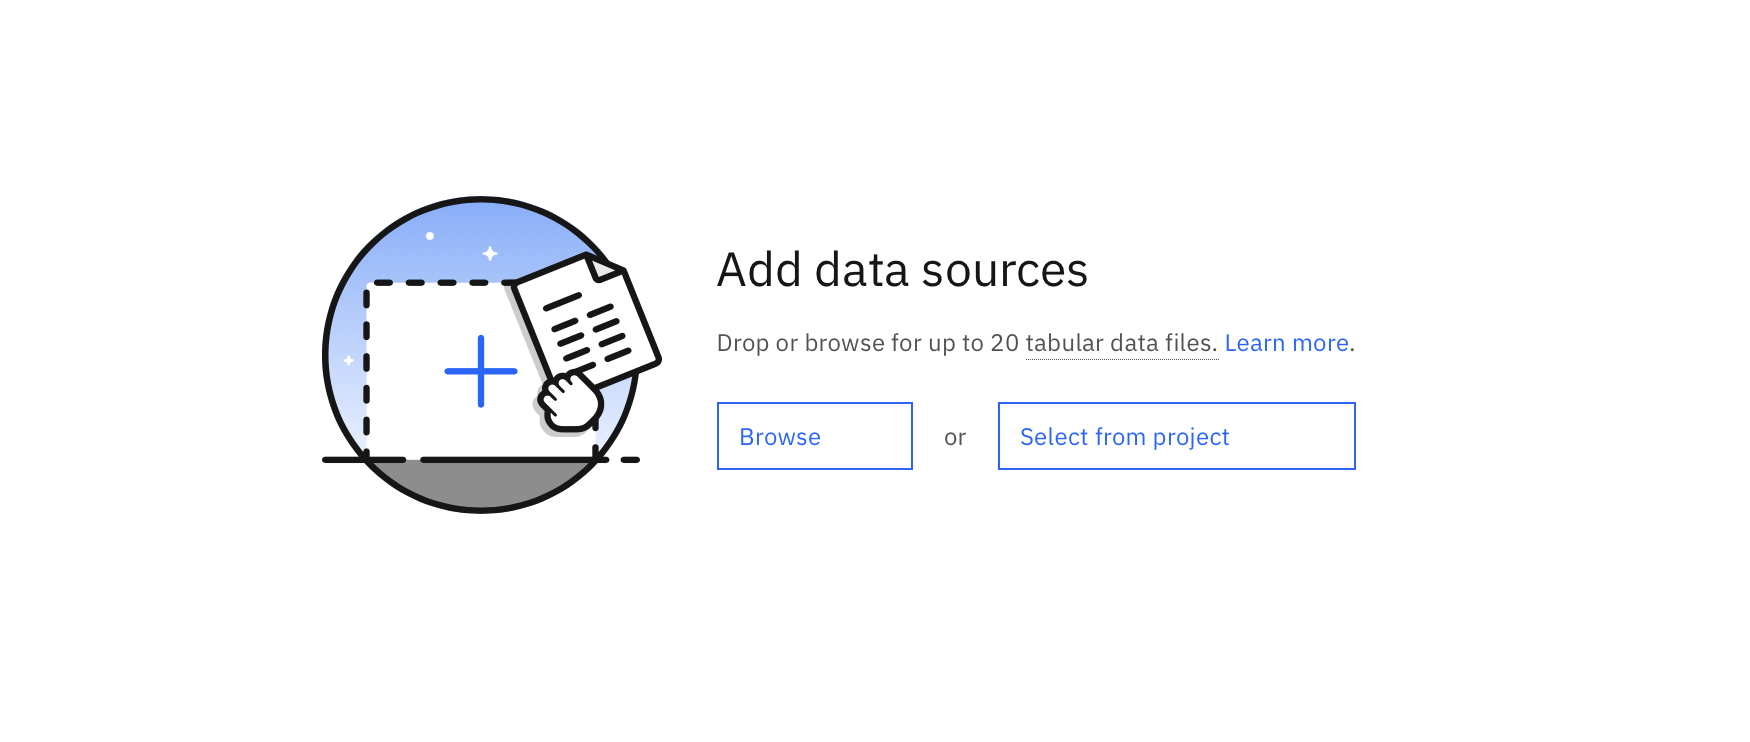 Add data sources
Drop or browse for up to 20 tabular data files. Learn more.
Browse or Select from project